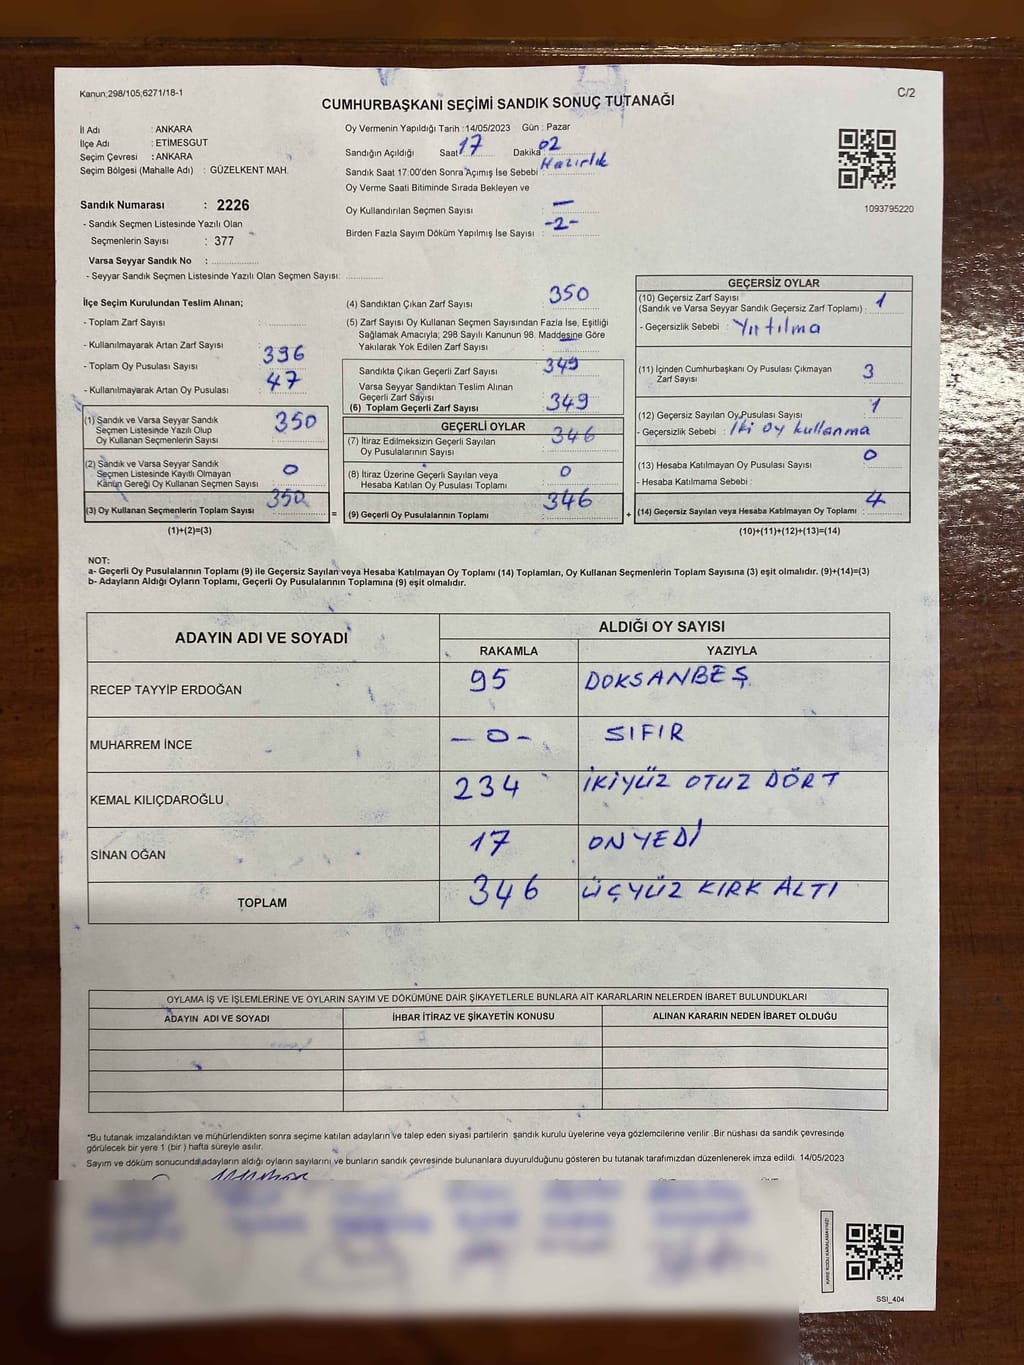 Kanun;298/105,6271/18-1
C/2
CUMHURBAŞKANI SEÇİMİ SANDIK SONUÇ TUTANAĞI
İl Adı : ANKARA
İlçe Adı : ETİMESGUT
Seçim Çevresi : ANKARA
Seçim Bölgesi (Mahalle Adı) : GÜZELKENT MAH.
Sandık Numarası : 2226
- Sandık Seçmen Listesinde Yazılı Olan
Seçmenlerin Sayısı : 377
Varsa Seyyar Sandık No :
- Seyyar Sandık Seçmen Listesinde Yazılı Olan Seçmen Sayısı:
Oy Vermenin Yapıldığı Tarih :14/05/2023 Gün : Pazar
Sandığın Açıldığı Saat 17 Dakika 02
Sandık Saat 17:00'den Sonra Açımış İse Sebebi : Hazırlık
Oy Verme Saati Bitiminde Sırada Bekleyen ve
Oy Kullandırılan Seçmen Sayısı : —
Birden Fazla Sayım Döküm Yapılmış İse Sayısı : -2-
1093795220
İlçe Seçim Kurulundan Teslim Alınan;
- Toplam Zarf Sayısı :
- Kullanılmayarak Artan Zarf Sayısı :
- Toplam Oy Pusulası Sayısı : 396
- Kullanılmayarak Artan Oy Pusulası : 47
(1) Sandık ve Varsa Seyyar Sandık
Seçmen Listesinde Yazılı Olup
Oy Kullanan Seçmenlerin Sayısı : 350
(2) Sandık ve Varsa Seyyar Sandık
Seçmen Listesinde Kayıtlı Olmayan
Kanun Gereği Oy Kullanan Seçmen Sayısı : 0
(3) Oy Kullanan Seçmenlerin Toplam Sayısı : 350
(1)+(2)=(3)
=
(4) Sandıktan Çıkan Zarf Sayısı : 350
(5) Zarf Sayısı Oy Kullanan Seçmen Sayısından Fazla İse, Eşitliği
Sağlamak Amacıyla; 298 Sayılı Kanunun 98. Maddesine Göre
Yakılarak Yok Edilen Zarf Sayısı : —
Sandıkta Çıkan Geçerli Zarf Sayısı : 349
Varsa Seyyar Sandıktan Teslim Alınan
Geçerli Zarf Sayısı :
(6) Toplam Geçerli Zarf Sayısı : 349
GEÇERLİ OYLAR
(7) İtiraz Edilmeksizin Geçerli Sayılan
Oy Pusulalarının Sayısı : 346
(8) İtiraz Üzerine Geçerli Sayılan veya
Hesaba Katılan Oy Pusulası Toplamı : 0
(9) Geçerli Oy Pusulalarının Toplamı : 346
+
GEÇERSİZ OYLAR
(10) Geçersiz Zarf Sayısı : 1
(Sandık ve Varsa Seyyar Sandık Geçersiz Zarf Toplamı)
- Geçersizlik Sebebi : Yırtılma
(11) İçinden Cumhurbaşkanı Oy Pusulası Çıkmayan
Zarf Sayısı : 3
(12) Geçersiz Sayılan Oy Pusulası Sayısı : 1
- Geçersizlik Sebebi : İki oy kullanma
(13) Hesaba Katılmayan Oy Pusulası Sayısı : 0
- Hesaba Katılmama Sebebi :
(14) Geçersiz Sayılan veya Hesaba Katılmayan Oy Toplamı : 4
(10)+(11)+(12)+(13)=(14)
NOT:
a- Geçerli Oy Pusulalarının Toplamı (9) ile Geçersiz Sayılan veya Hesaba Katılmayan Oy Toplamı (14) Toplamları, Oy Kullanan Seçmenlerin Toplam Sayısına (3) eşit olmalıdır. (9)+(14)=(3)
b- Adayların Aldığı Oyların Toplamı, Geçerli Oy Pusulalarının Toplamına (9) eşit olmalıdır.
ADAYIN ADI VE SOYADI ALDIĞI OY SAYISI
RAKAMLA YAZIYLA
RECEP TAYYİP ERDOĞAN 95 DOKSANBEŞ
MUHARREM İNCE — 0 — SIFIR
KEMAL KILIÇDAROĞLU 234 İKİYÜZ OTUZ DÖRT
SİNAN OĞAN 17 ONYEDİ
TOPLAM 346 ÜÇYÜZ KIRK ALTI
OYLAMA İŞ VE İŞLEMLERİNE VE OYLARIN SAYIM VE DÖKÜMÜNE DAİR ŞİKAYETLERLE BUNLARA AİT KARARLARIN NELERDEN İBARET BULUNDUKLARI
ADAYIN ADI VE SOYADI İHBAR İTİRAZ VE ŞİKAYETİN KONUSU ALINAN KARARIN NEDEN İBARET OLDUĞU
*Bu tutanak imzalandıktan ve mühürlendikten sonra seçime katılan adayların ve talep eden siyasi partilerin sandık kurulu üyelerine veya gözlemcilerine verilir .Bir nüshası da sandık çevresinde
görülecek bir yere 1 (bir ) hafta süreyle asılır.
Sayım ve döküm sonucunda adayların aldığı oyların sayılarını ve bunların sandık çevresinde bulunanlara duyurulduğunu gösteren bu tutanak tarafımızdan düzenlenerek imza edildi. 14/05/2023
KARE KODU KARALAMAYINIZ!
SSİ_404